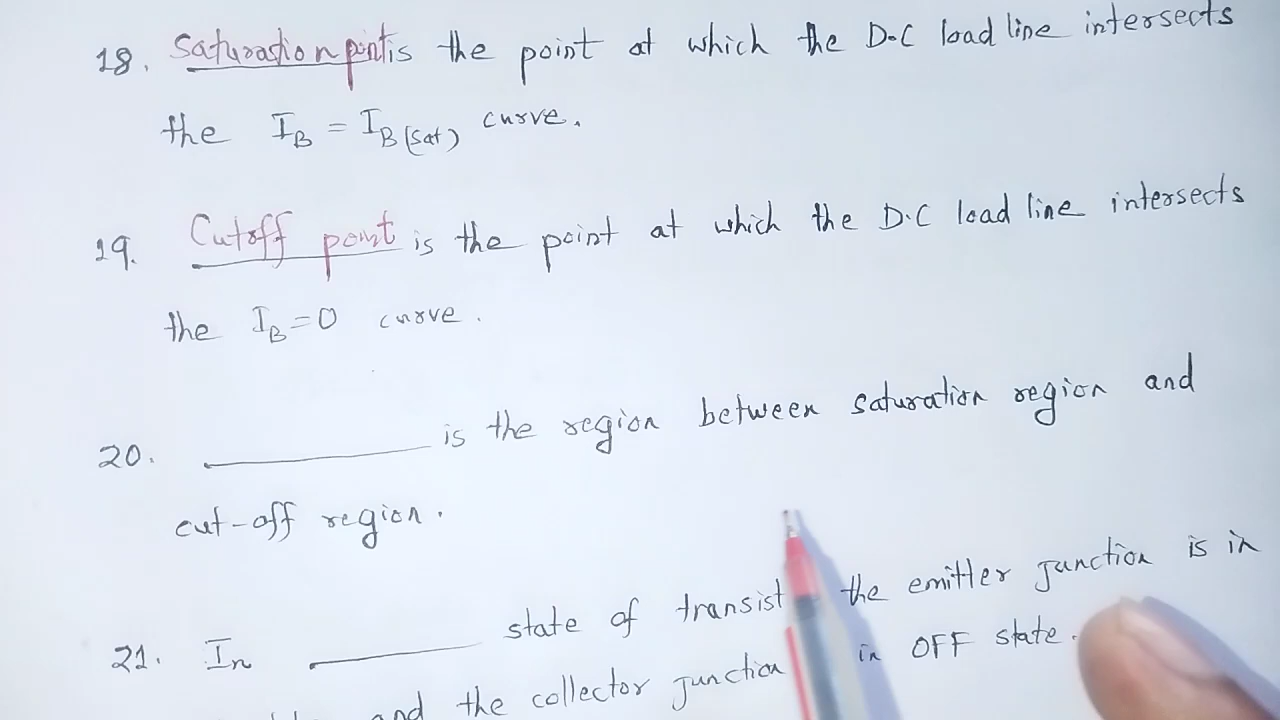 18. Saturation point is the point at which the D.C load line intersects
the I_B = I_B(sat) curve.
19. Cutoff point is the point at which the D.C load line intersects
the I_B=0 curve.
20. __________ is the region between saturation region and
cut-off region.
21. In __________ state of transist the emitter junction is in
and the collector junction in OFF state.